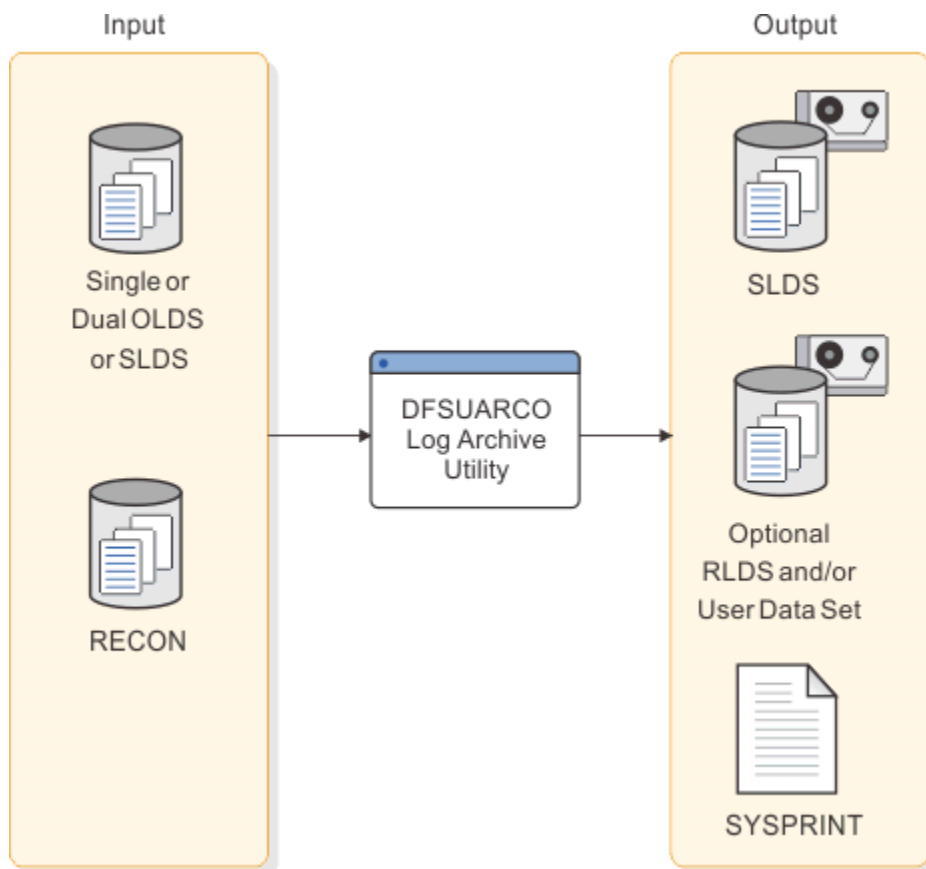 Input
Single or
Dual OLDS
or SLDS
RECON
DFSUARCO
Log Archive
Utility
Output
SLDS
Optional
RLDS and/or
User Data Set
SYSPRINT